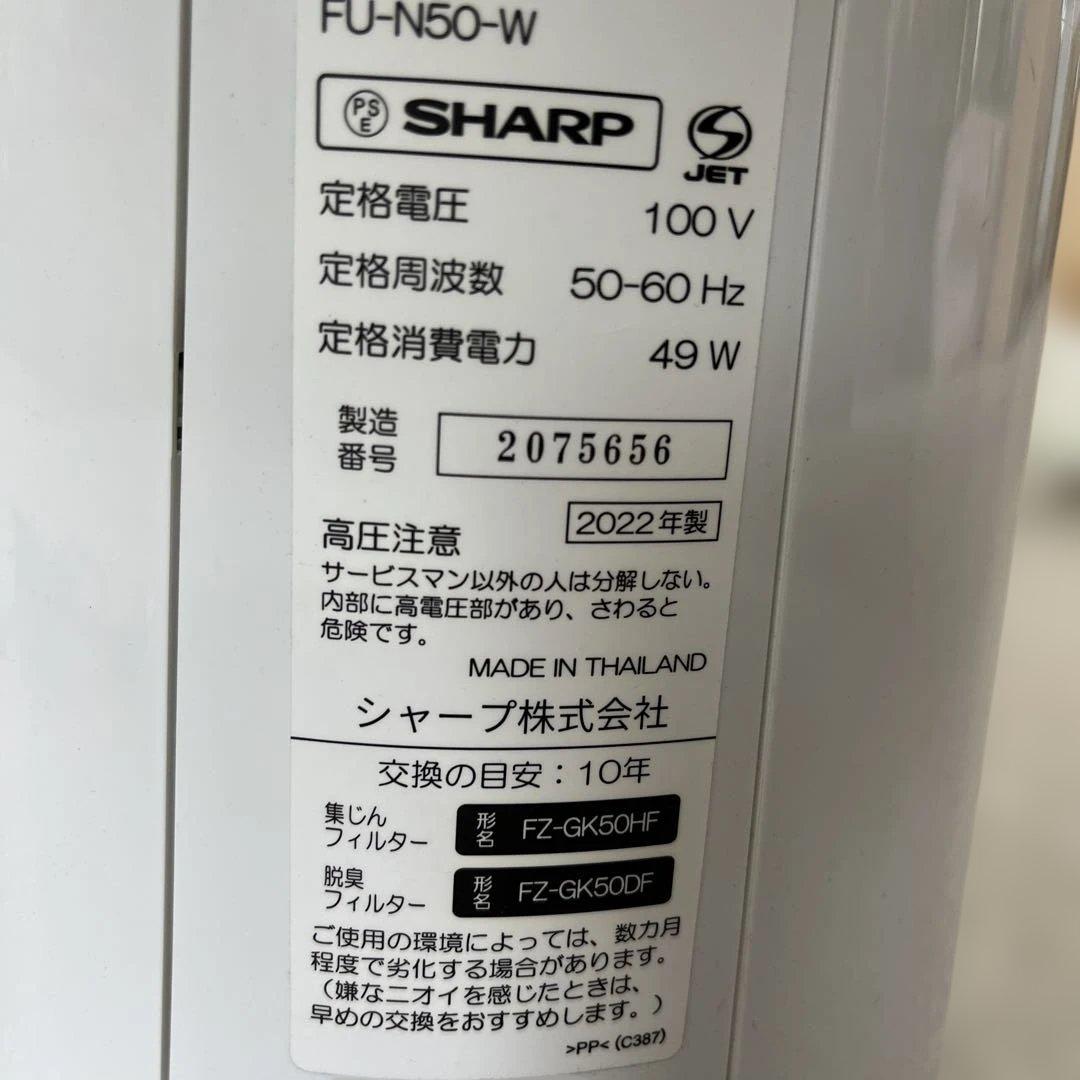 FU-N50-W
PSE SHARP JET
定格電圧 100 V
定格周波数 50-60 Hz
定格消費電力 49 W
製造
番号 2075656
2022年製
高圧注意
サービスマン以外の人は分解しない。
内部に高電圧部があり、さわると
危険です。
MADE IN THAILAND
シャープ株式会社
交換の目安：10年
集じん
フィルター 形名 FZ-GK50HF
脱臭
フィルター 形名 FZ-GK50DF
ご使用の環境によっては、数カ月
程度で劣化する場合があります。
（嫌なニオイを感じたときは、
早めの交換をおすすめします。）
>PP< (C387)